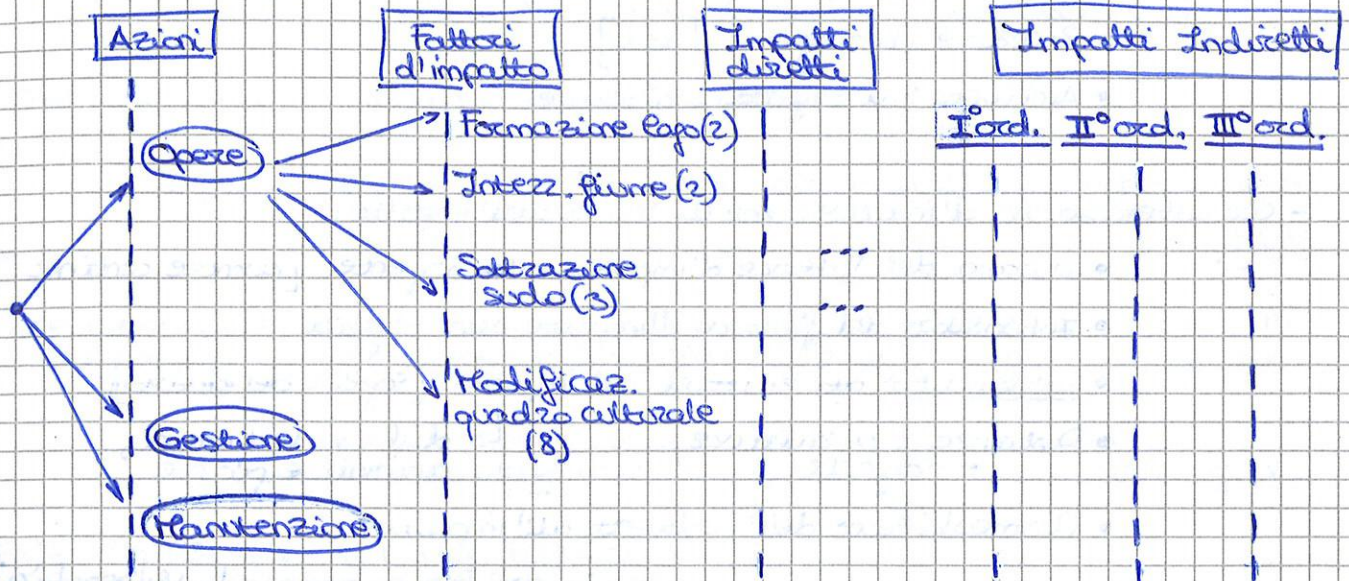 Azioni
Fattori
d'impatto
Impatti
diretti
Impatti Indiretti
I° ord. II° ord. III° ord.
Opere
Formazione lago (2)
Interr. fiume (2)
Sottrazione
suolo (3)
...
...
Modificaz.
quadro culturale
(8)
Gestione
Manutenzione